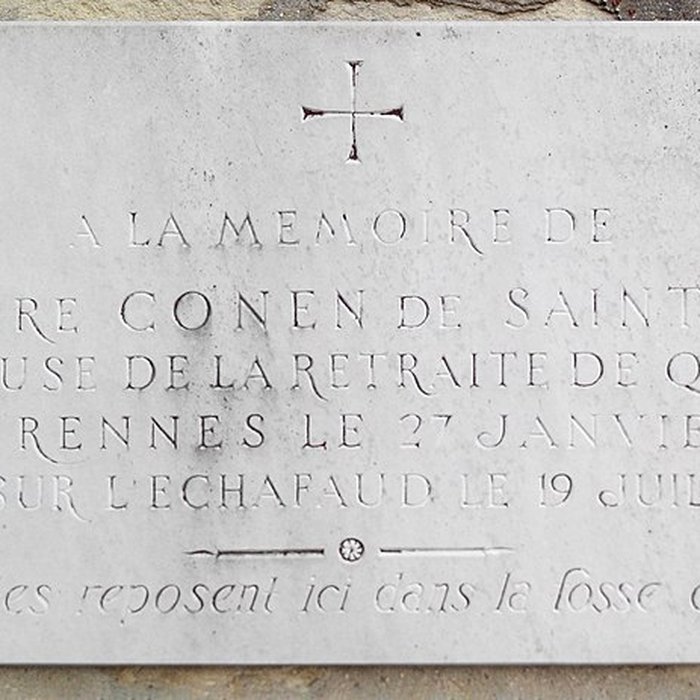 A LA MEMOIRE DE
RE CONEN DE SAINT
USE DE LA RETRAITE DE Q
RENNES LE 27 JANVIE
SUR L'ECHAFAUD LE 19 JUIL
es reposent ici dans la fosse c